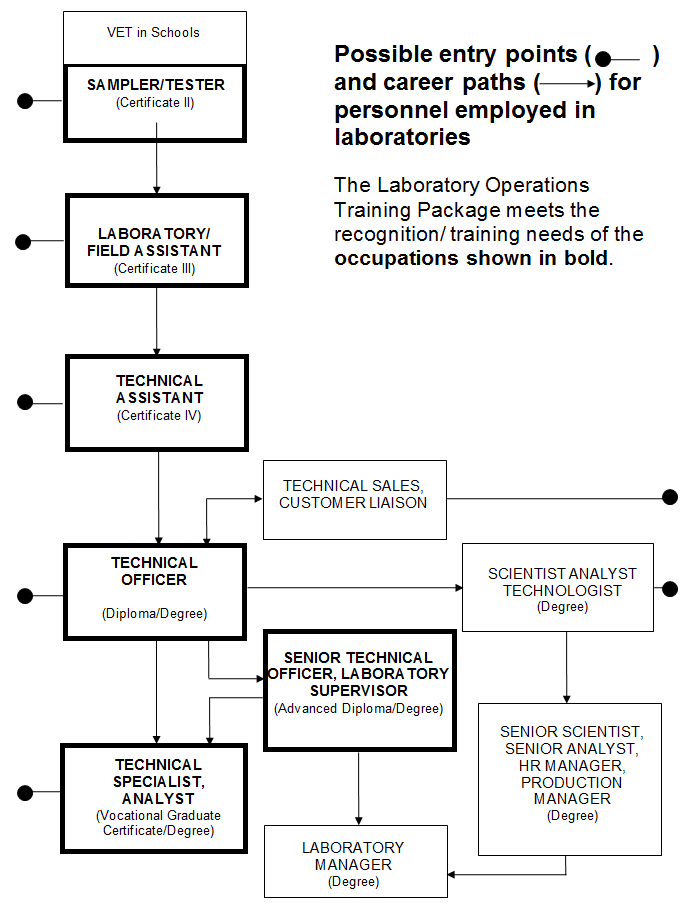 VET in Schools
SAMPLER/TESTER
(Certificate II)
Possible entry points ( )
and career paths ( ) for
personnel employed in
laboratories
The Laboratory Operations
Training Package meets the
recognition/ training needs of the
occupations shown in bold.
LABORATORY/
FIELD ASSISTANT
(Certificate III)
TECHNICAL
ASSISTANT
(Certificate IV)
TECHNICAL SALES,
CUSTOMER LIAISON
TECHNICAL
OFFICER
(Diploma/Degree)
SCIENTIST ANALYST
TECHNOLOGIST
(Degree)
SENIOR TECHNICAL
OFFICER, LABORATORY
SUPERVISOR
(Advanced Diploma/Degree)
SENIOR SCIENTIST,
SENIOR ANALYST,
HR MANAGER,
PRODUCTION
MANAGER
(Degree)
TECHNICAL
SPECIALIST,
ANALYST
(Vocational Graduate
Certificate/Degree)
LABORATORY
MANAGER
(Degree)